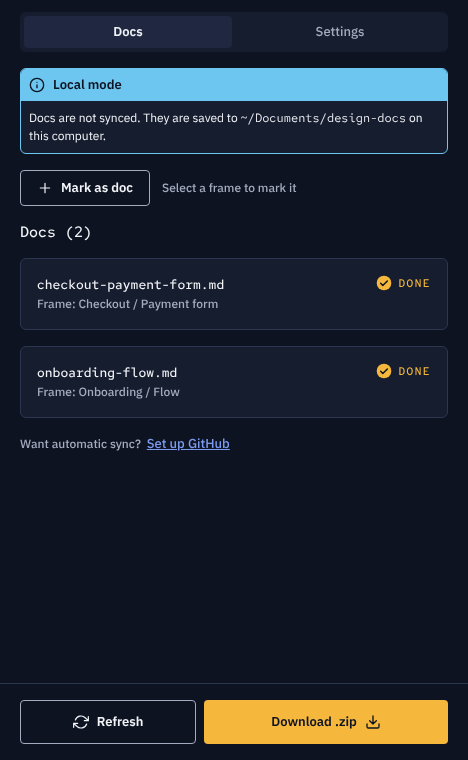 Docs
Settings
Local mode
Docs are not synced. They are saved to ~/Documents/design-docs on
this computer.
Mark as doc
Select a frame to mark it
Docs (2)
checkout-payment-form.md
DONE
Frame: Checkout / Payment form
onboarding-flow.md
DONE
Frame: Onboarding / Flow
Want automatic sync? Set up GitHub
Refresh
Download .zip